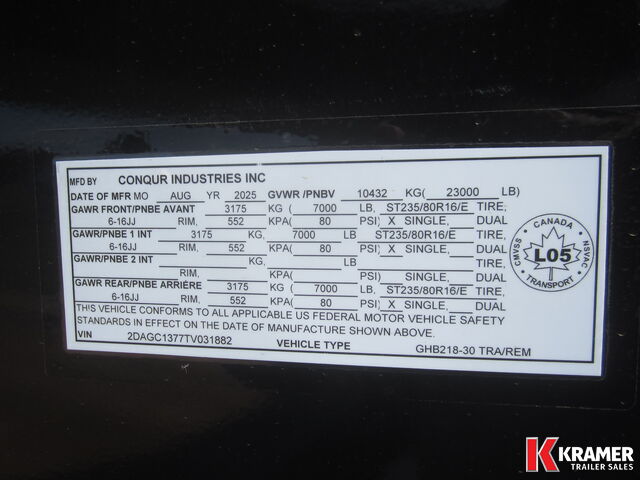 MFD BY CONQUR INDUSTRIES INC
DATE OF MFR MO AUG YR 2025 GVWR /PNBV 10432 KG( 23000 LB)
GAWR FRONT/PNBE AVANT 3175 KG ( 7000 LB, ST235/80R16/E TIRE,
6-16JJ RIM, 552 KPA( 80 PSI) X SINGLE, DUAL
GAWR/PNBE 1 INT 3175 KG, 7000 LB ST235/80R16/E TIRE,
6-16JJ RIM, 552 KPA( 80 PSI) X SINGLE, DUAL
GAWR/PNBE 2 INT KG, LB TIRE,
RIM, KPA( PSI) SINGLE, DUAL
GAWR REAR/PNBE ARRIÈRE 3175 KG ( 7000 LB, ST235/80R16/E TIRE,
6-16JJ RIM, 552 KPA( 80 PSI) X SINGLE, DUAL
THIS VEHICLE CONFORMS TO ALL APPLICABLE US FEDERAL MOTOR VEHICLE SAFETY
STANDARDS IN EFFECT ON THE DATE OF MANUFACTURE SHOWN ABOVE.
VIN 2DAGC1377TV031882 VEHICLE TYPE GHB218-30 TRA/REM
CANADA
CMVSS
NSVAC
L05
TRANSPORT
K KRAMER
TRAILER SALES